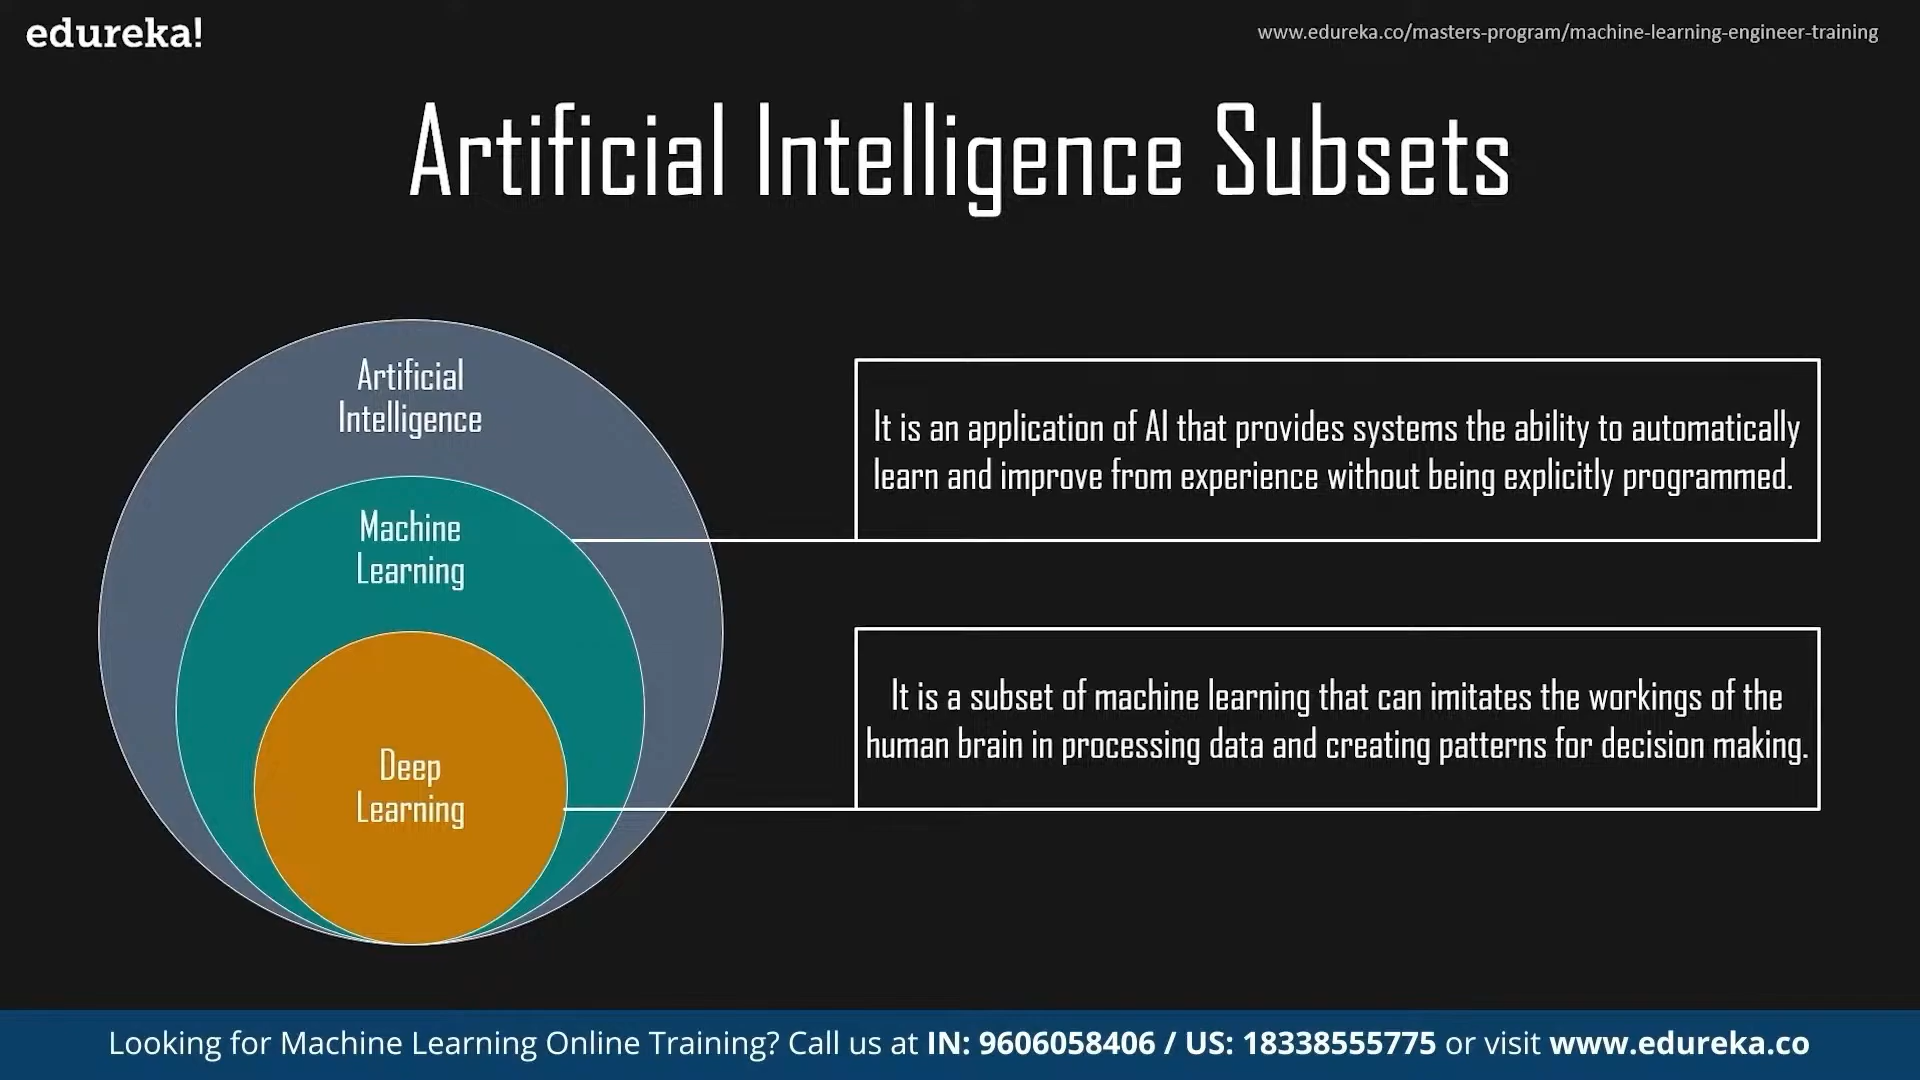 edureka!
www.edureka.co/masters-program/machine-learning-engineer-training
Artificial Intelligence Subsets
Artificial
Intelligence
Machine
Learning
Deep
Learning
It is an application of AI that provides systems the ability to automatically
learn and improve from experience without being explicitly programmed.
It is a subset of machine learning that can imitates the workings of the
human brain in processing data and creating patterns for decision making.
Looking for Machine Learning Online Training? Call us at IN: 9606058406 / US: 18338555775 or visit www.edureka.co